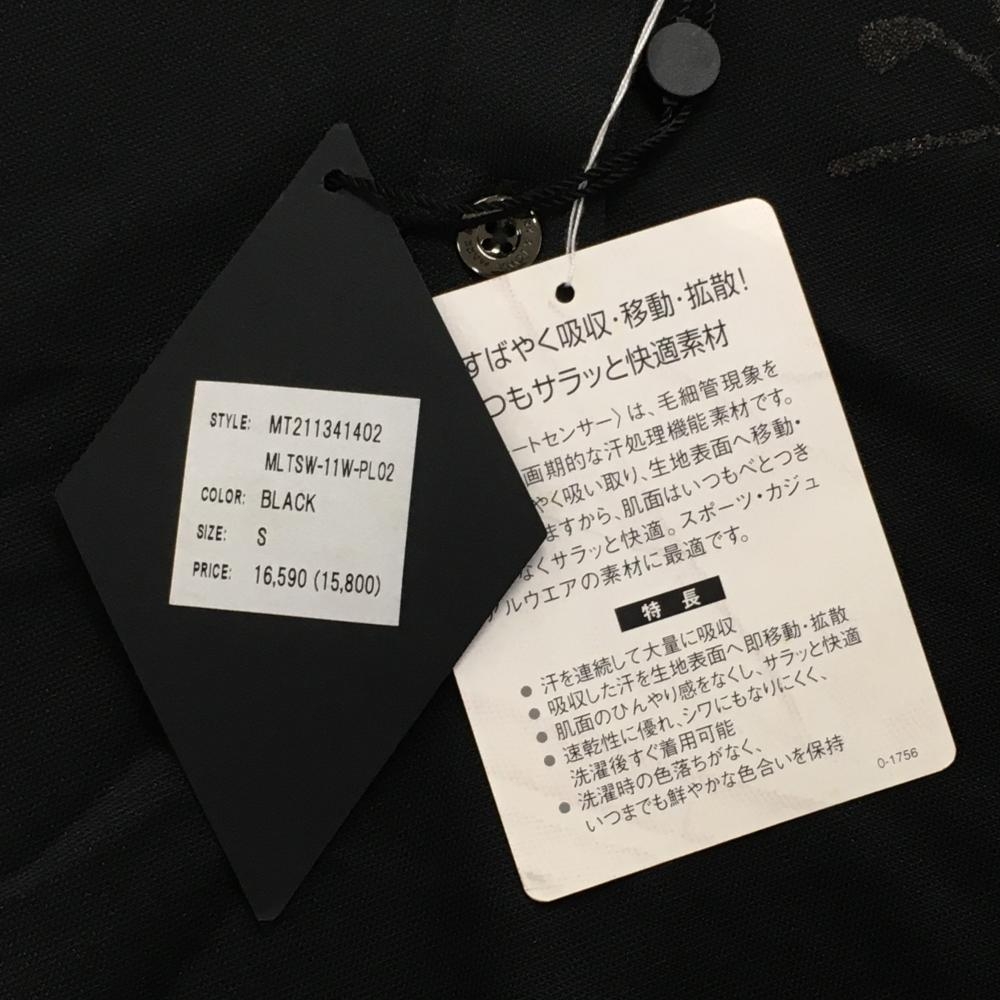 STYLE: MT211341402
MLTSW-11W-PL02
COLOR: BLACK
SIZE: S
PRICE: 16,590 (15,800)
すばやく吸収・移動・拡散!
つもサラッと快適素材
ートセンサー〉は、毛細管現象を
画期的な汗処理機能素材です。
やく吸い取り、生地表面へ移動・
ますから、肌面はいつもべとつき
なくサラッと快適。スポーツ・カジュ
アルウエアの素材に最適です。
特長
●汗を連続して大量に吸収
●吸収した汗を生地表面へ即移動・拡散
●肌面のひんやり感をなくし、サラッと快適
●速乾性に優れ、シワにもなりにくく、
洗濯後すぐ着用可能
●洗濯時の色落ちがなく、
いつまでも鮮やかな色合いを保持
0-1756